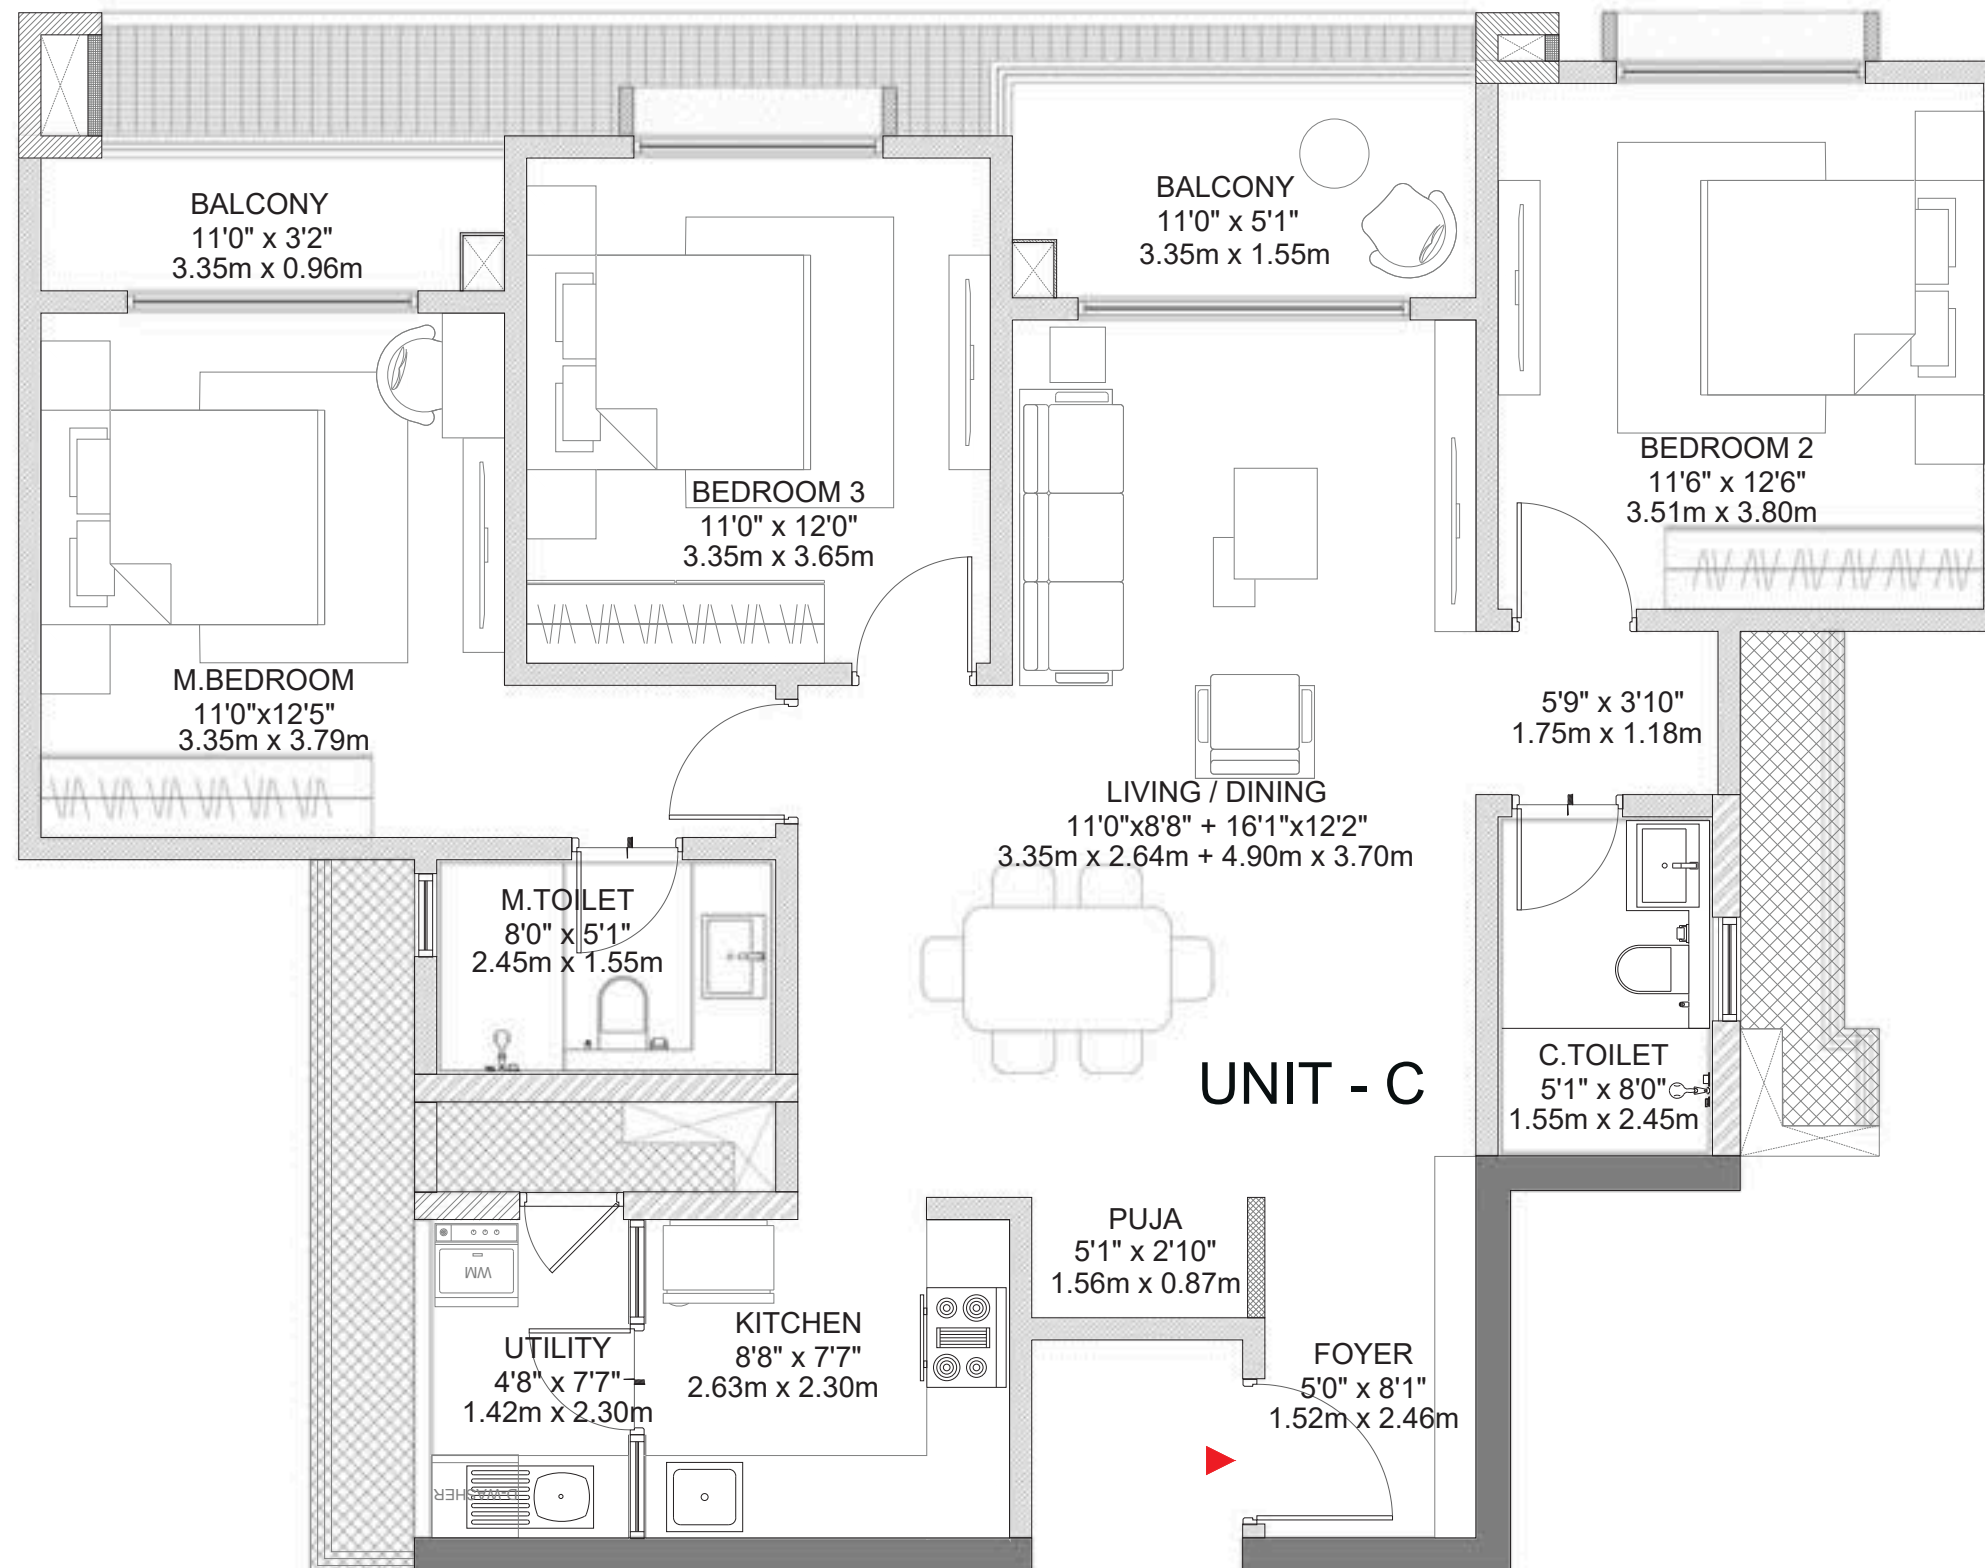 BALCONY
11'0" x 3'2"
3.35m x 0.96m
BALCONY
11'0" x 5'1"
3.35m x 1.55m
BEDROOM 2
11'6" x 12'6"
3.51m x 3.80m
BEDROOM 3
11'0" x 12'0"
3.35m x 3.65m
M.BEDROOM
11'0"x12'5"
3.35m x 3.79m
5'9" x 3'10"
1.75m x 1.18m
LIVING / DINING
11'0"x8'8" + 16'1"x12'2"
3.35m x 2.64m + 4.90m x 3.70m
M.TOILET
8'0" x 5'1"
2.45m x 1.55m
UNIT - C
C.TOILET
5'1" x 8'0"
1.55m x 2.45m
PUJA
5'1" x 2'10"
1.56m x 0.87m
WM
UTILITY
4'8" x 7'7"
1.42m x 2.30m
KITCHEN
8'8" x 7'7"
2.63m x 2.30m
FOYER
5'0" x 8'1"
1.52m x 2.46m
D-WASHER